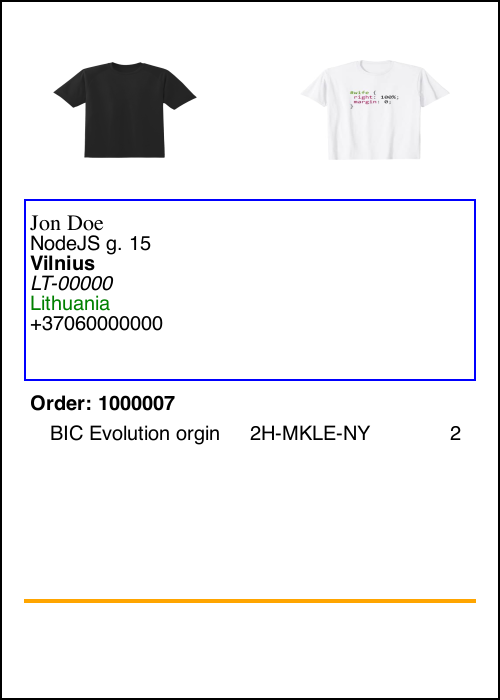 #wife {
right: 100%;
margin: 0;
}
Jon Doe
NodeJS g. 15
Vilnius
LT-00000
Lithuania
+37060000000
Order: 1000007
BIC Evolution orgin 2H-MKLE-NY 2